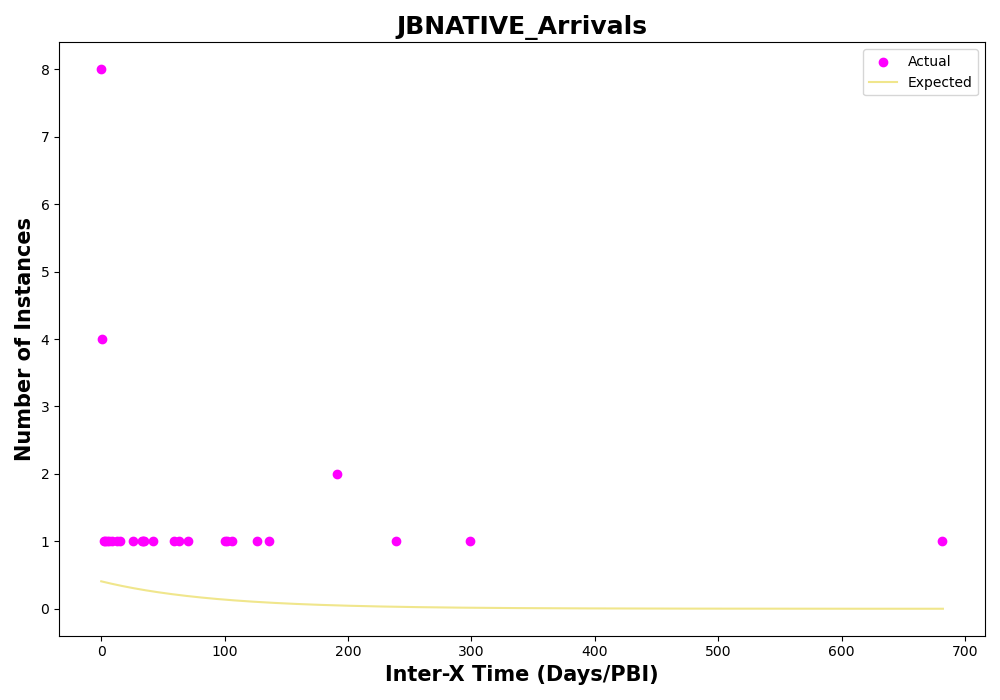 JBNATIVE_Arrivals
Actual
Expected
8
7
6
5
4
3
2
1
0
Number of Instances
0 100 200 300 400 500 600 700
Inter-X Time (Days/PBI)